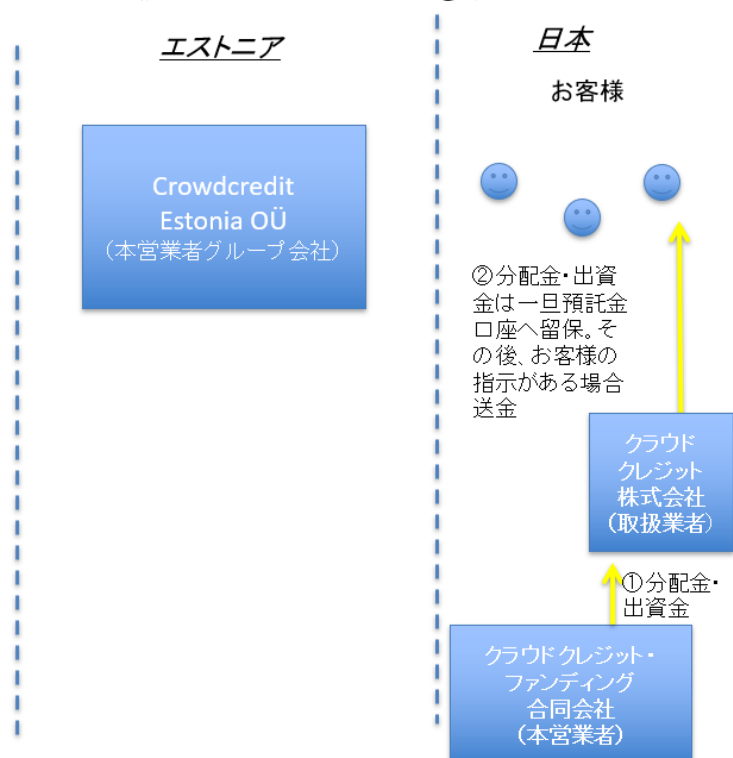 エストニア
日本
お客様
Crowdcredit
Estonia OÜ
（本営業者グループ会社）
②分配金・出資
金は一旦預託金
口座へ留保。そ
の後、お客様の
指示がある場合
送金
クラウド
クレジット
株式会社
（取扱業者）
①分配金・
出資金
クラウドクレジット・
ファンディング
合同会社
（本営業者）